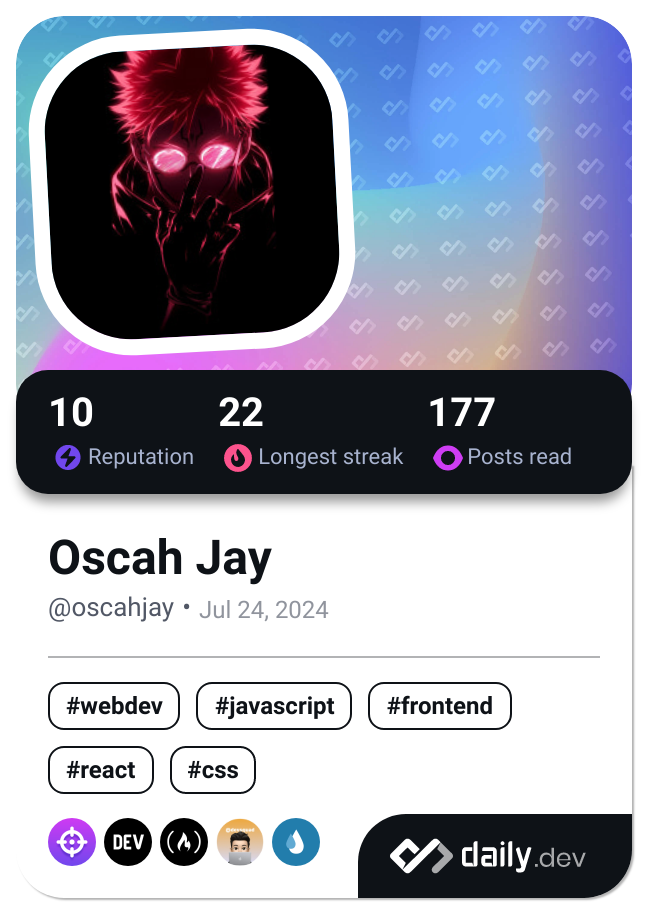 10 22 177
Reputation Longest streak Posts read
Oscah Jay
@oscahjay • Jul 24, 2024
#webdev #javascript #frontend
#react #css
DEV
daily.dev